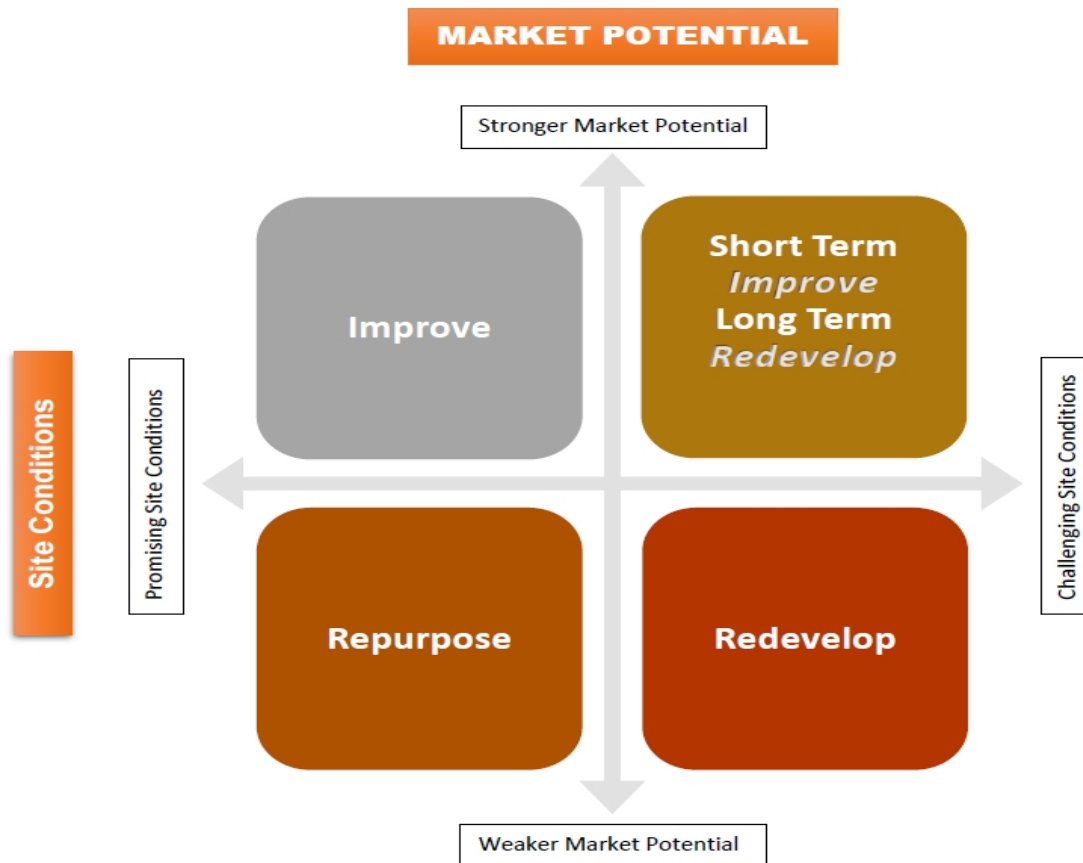 MARKET POTENTIAL
Stronger Market Potential
Improve
Short Term
Improve
Long Term
Redevelop
Site Conditions
Promising Site Conditions
Challenging Site Conditions
Repurpose
Redevelop
Weaker Market Potential